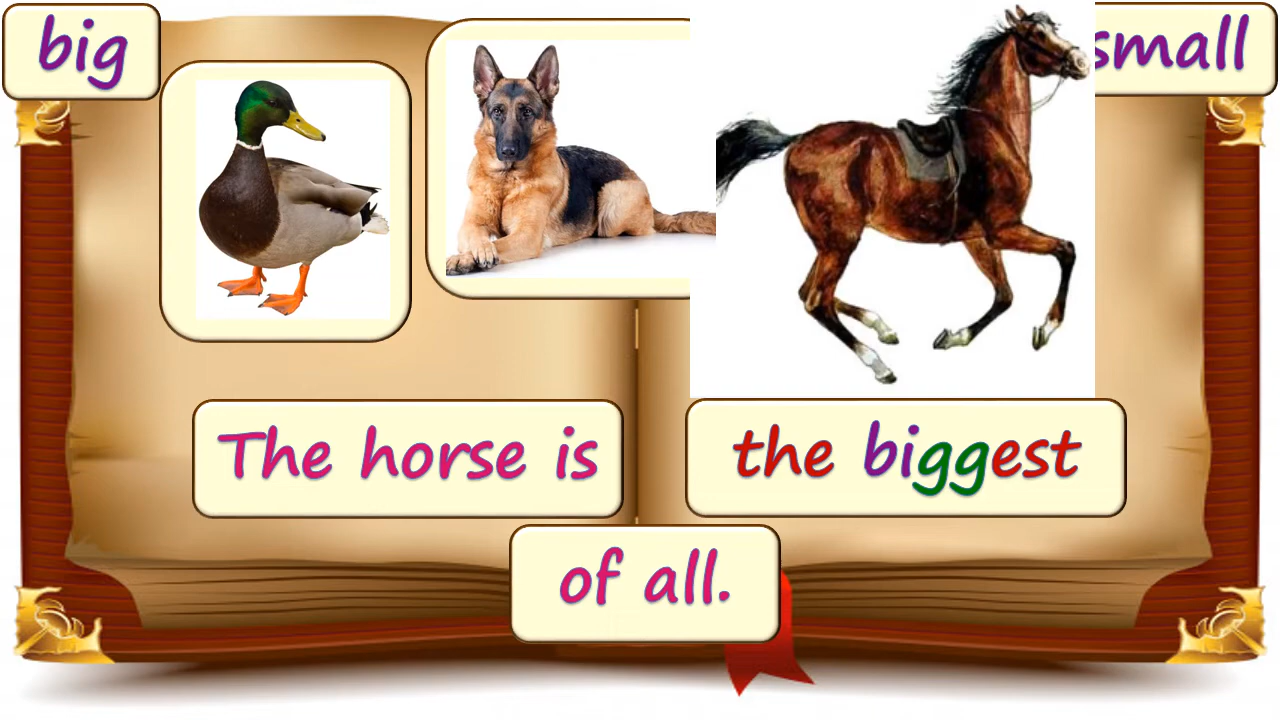 big
small
The horse is
the biggest
of all.